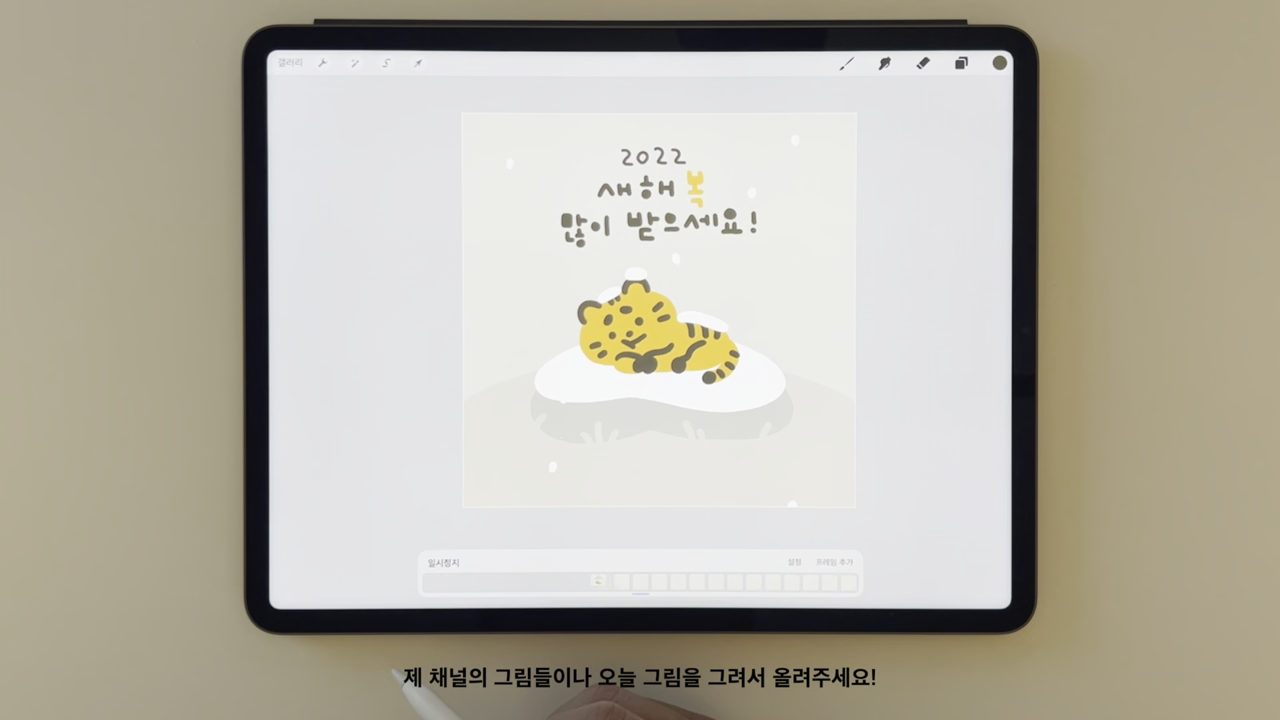 갤러리
2022
새해 복
많이 받으세요!
일시정지 설정 프레임 추가
제 채널의 그림들이나 오늘 그림을 그려서 올려주세요!